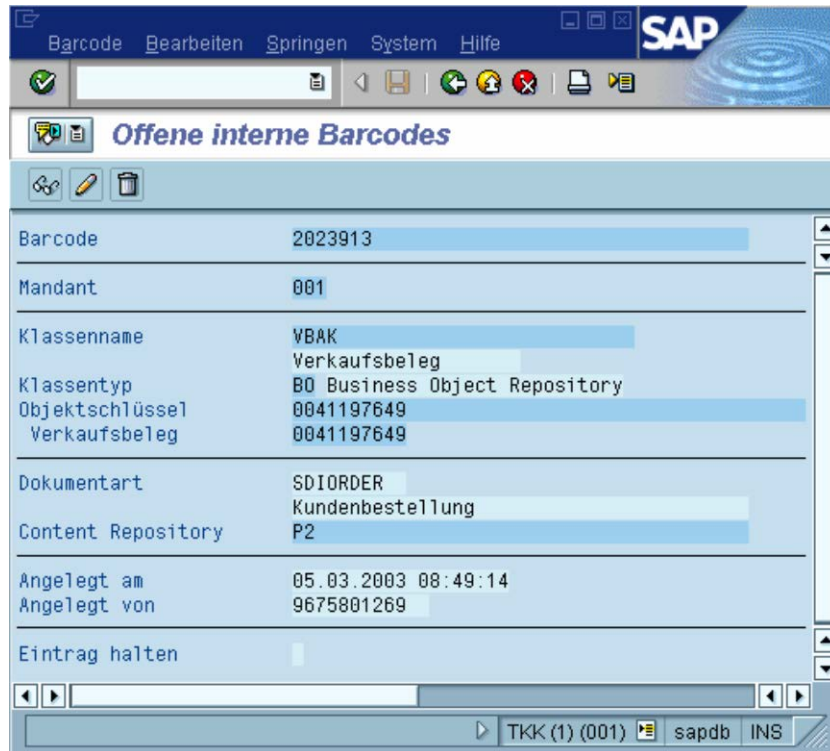 Barcode Bearbeiten Springen System Hilfe
SAP
Offene interne Barcodes
Barcode 2023913
Mandant 001
Klassenname VBAK
Verkaufsbeleg
Klassentyp BO Business Object Repository
Objektschlüssel 0041197649
Verkaufsbeleg 0041197649
Dokumentart SDIORDER
Kundenbestellung
Content Repository P2
Angelegt am 05.03.2003 08:49:14
Angelegt von 9675801269
Eintrag halten
TKK (1) (001) sapdb INS